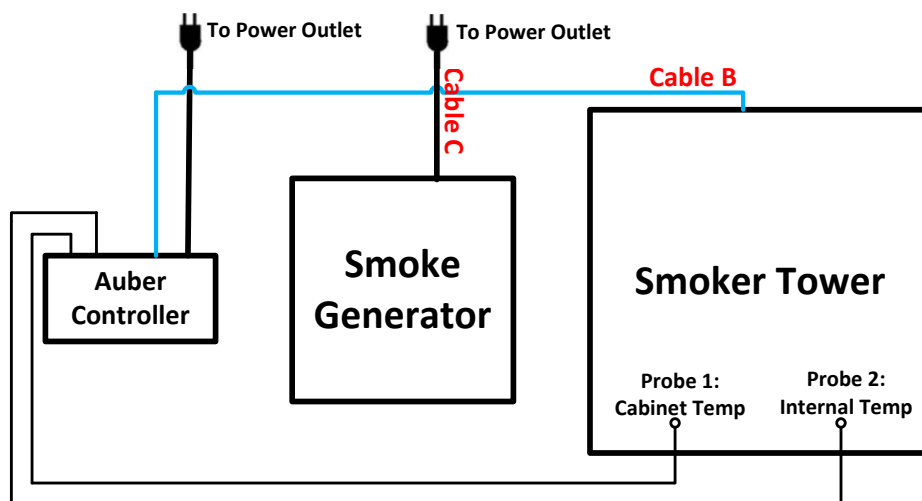 To Power Outlet
To Power Outlet
Cable B
Cable C
Auber
Controller
Smoke
Generator
Smoker Tower
Probe 1:
Cabinet Temp
Probe 2:
Internal Temp